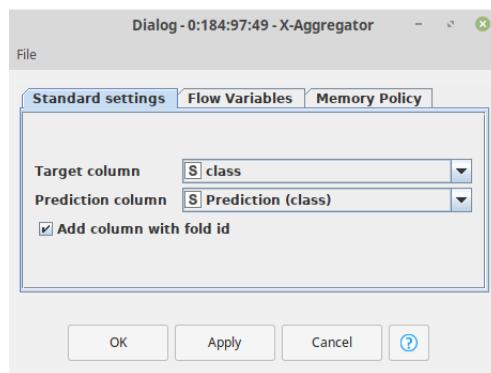 Dialog - 0:184:97:49 - X-Aggregator
File
Standard settings Flow Variables Memory Policy
Target column S class
Prediction column S Prediction (class)
Add column with fold id
OK Apply Cancel ?